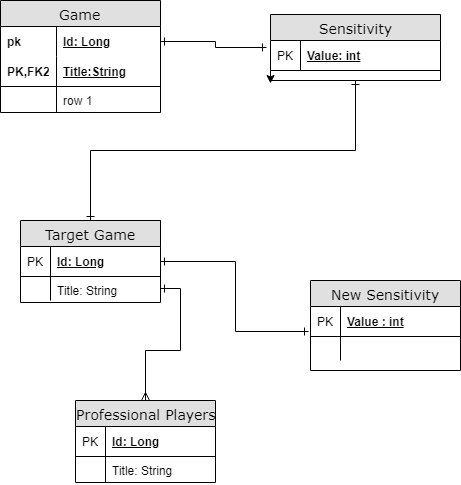 Game
pk Id: Long
PK,FK2 Title:String
row 1
Sensitivity
PK Value: int
Target Game
PK Id: Long
Title: String
New Sensitivity
PK Value : int
Professional Players
PK Id: Long
Title: String